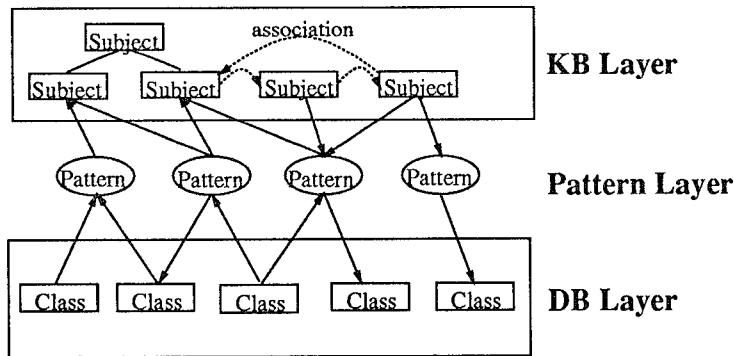 association
Subject
KB Layer
Subject Subject Subject Subject
Pattern Pattern Pattern Pattern
Pattern Layer
Class Class Class Class Class
DB Layer